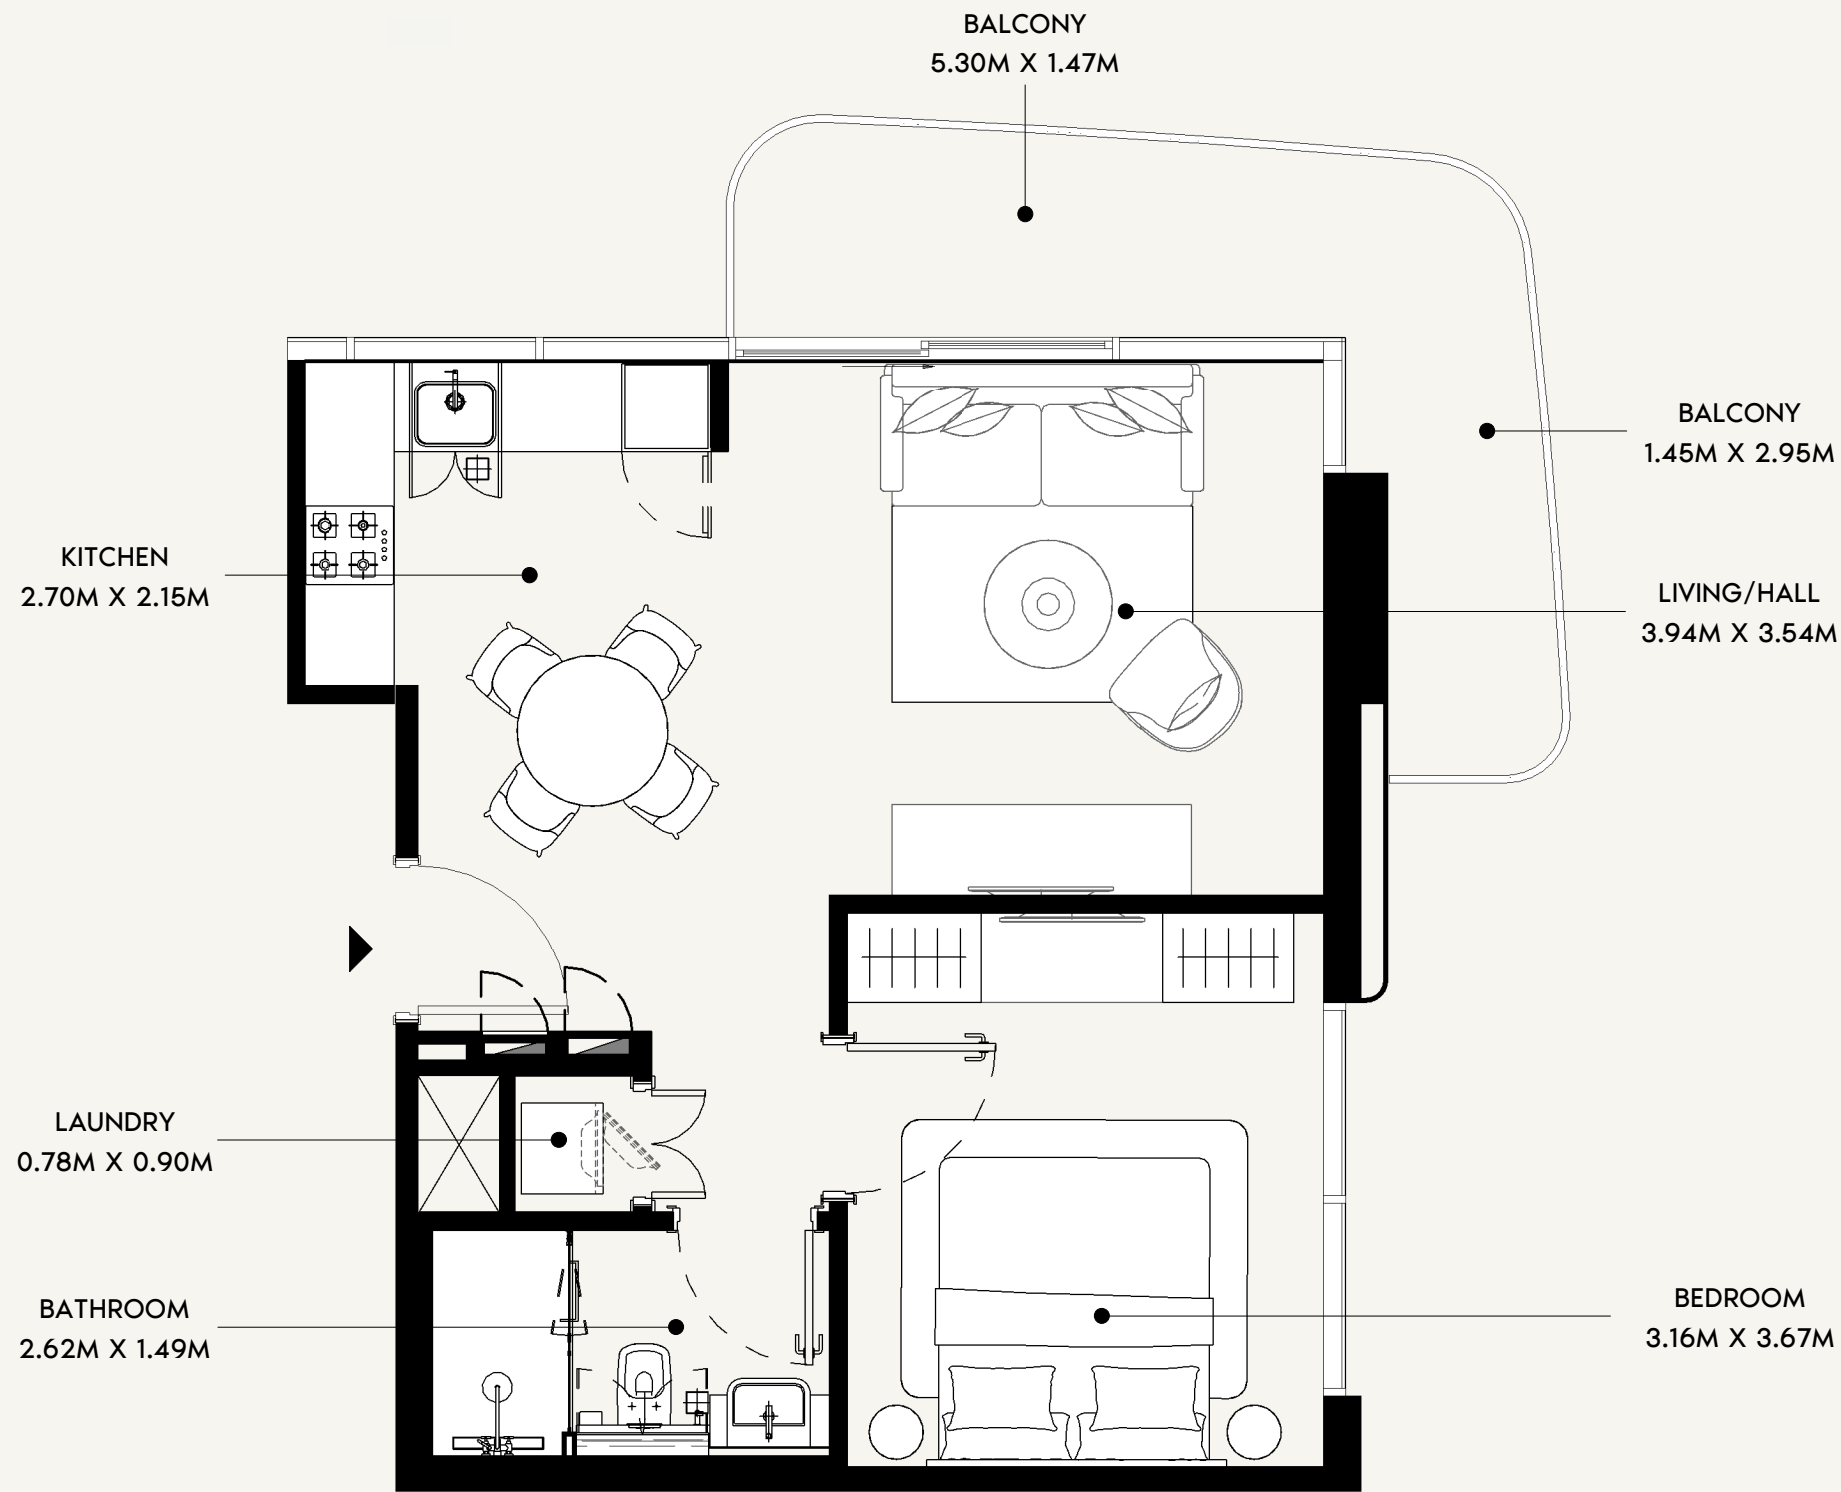 BALCONY
5.30M X 1.47M
BALCONY
1.45M X 2.95M
KITCHEN
2.70M X 2.15M
LIVING/HALL
3.94M X 3.54M
LAUNDRY
0.78M X 0.90M
BATHROOM
2.62M X 1.49M
BEDROOM
3.16M X 3.67M